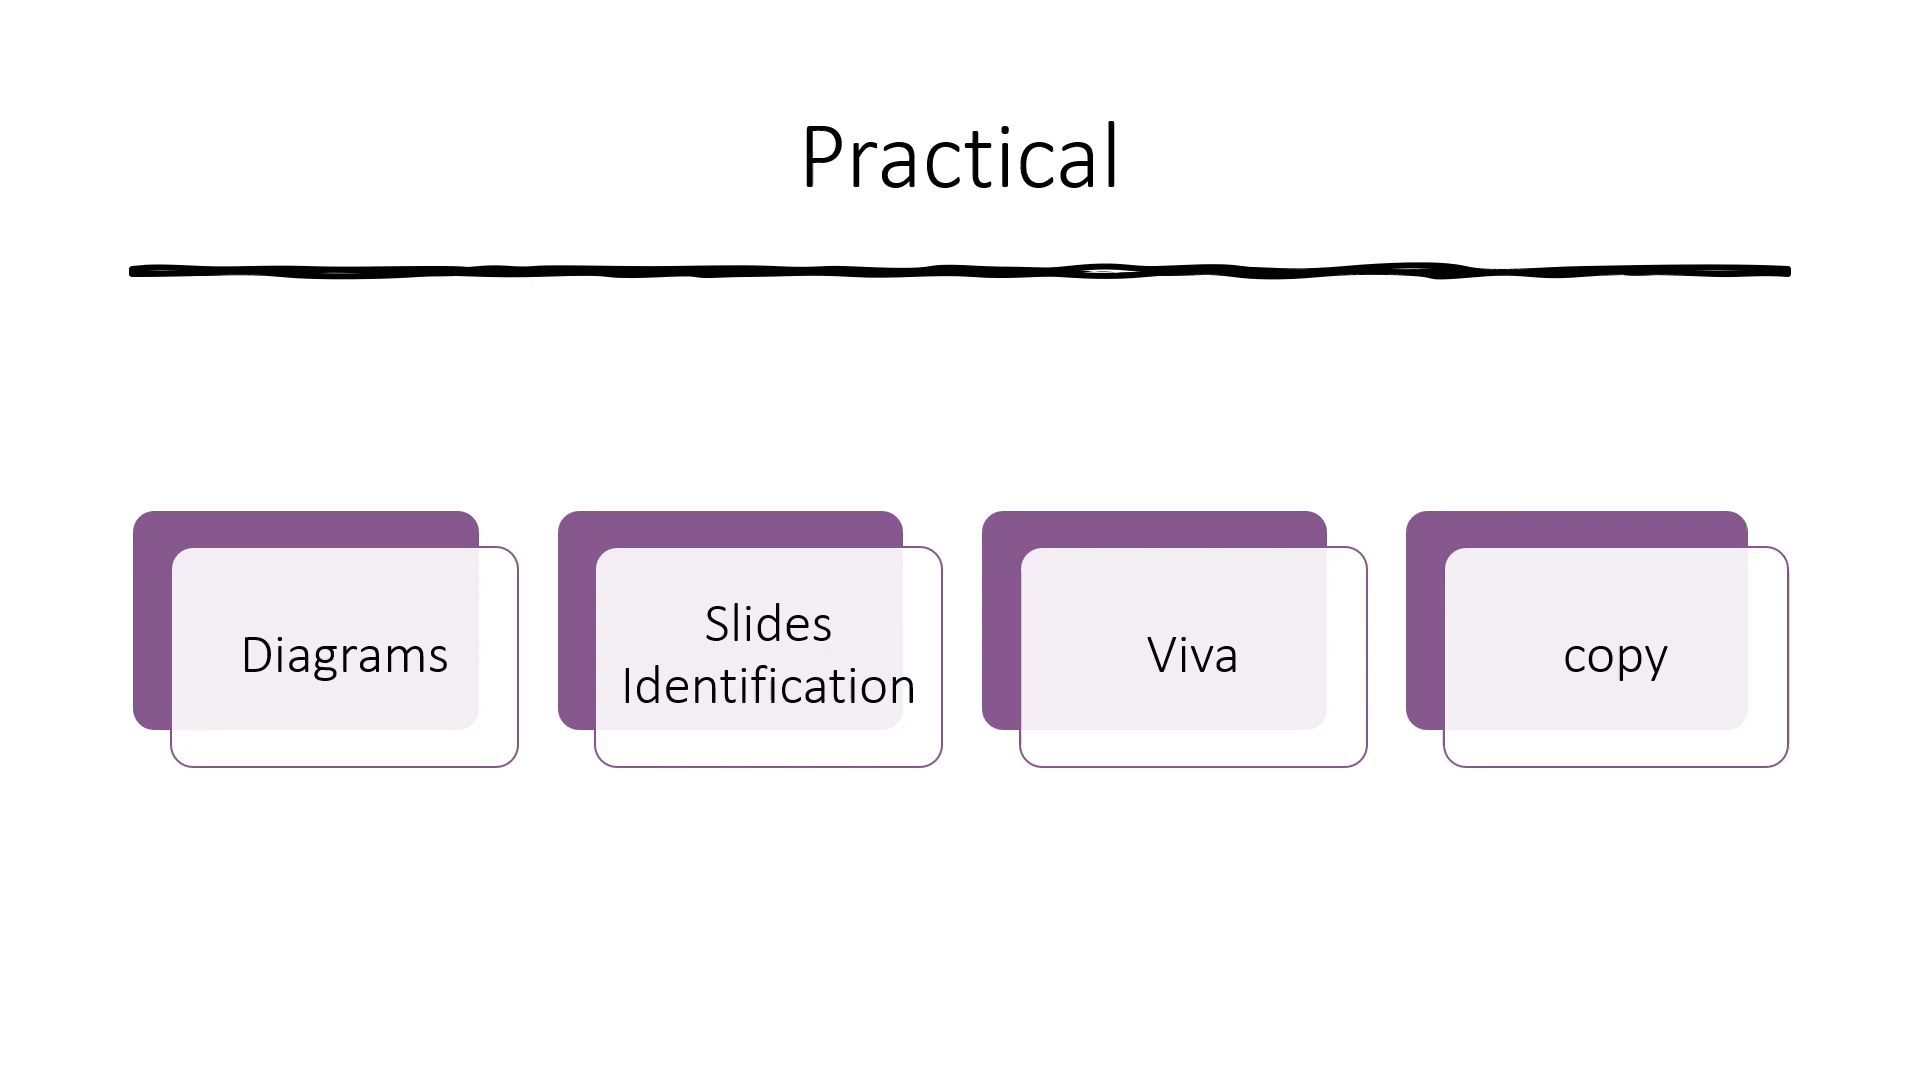 Practical
Diagrams
Slides
Identification
Viva
copy